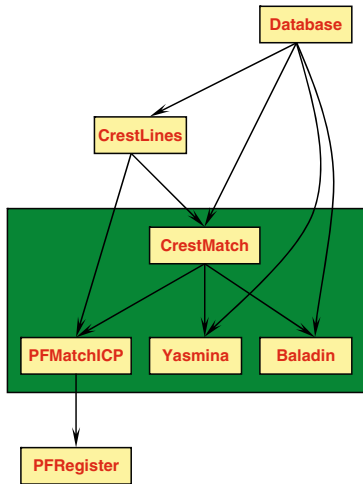 Database
CrestLines
CrestMatch
PFMatchICP
Yasmina
Baladin
PFRegister